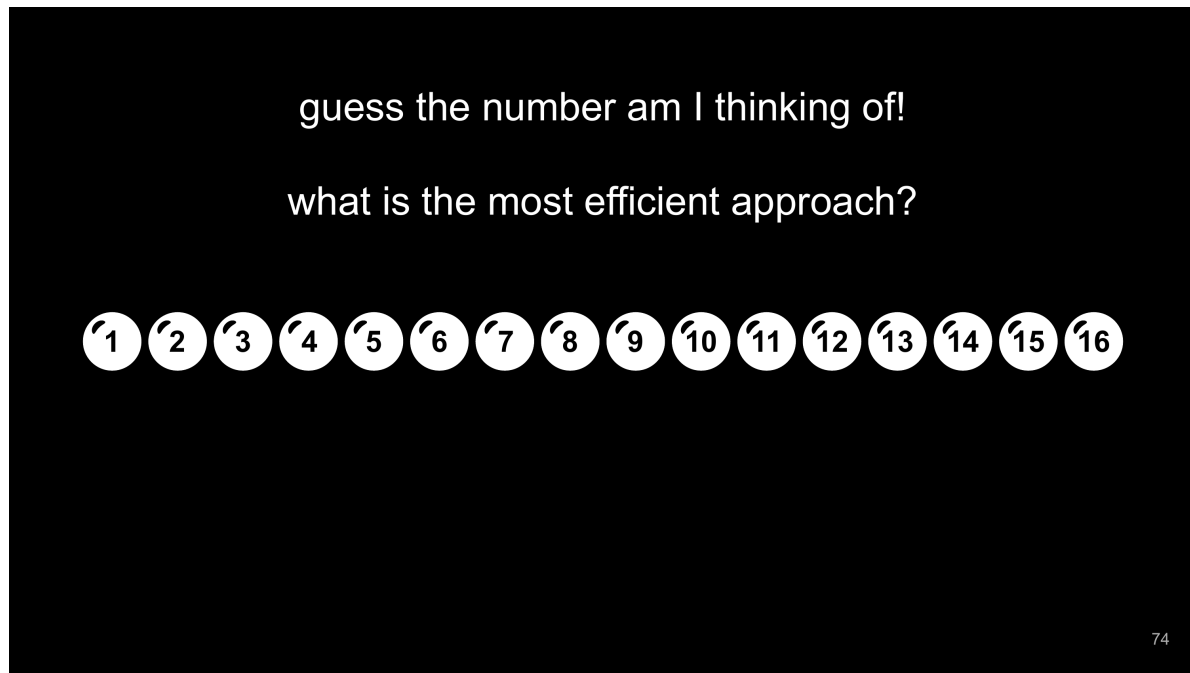 guess the number am I thinking of!
what is the most efficient approach?
1 2 3 4 5 6 7 8 9 10 11 12 13 14 15 16
74